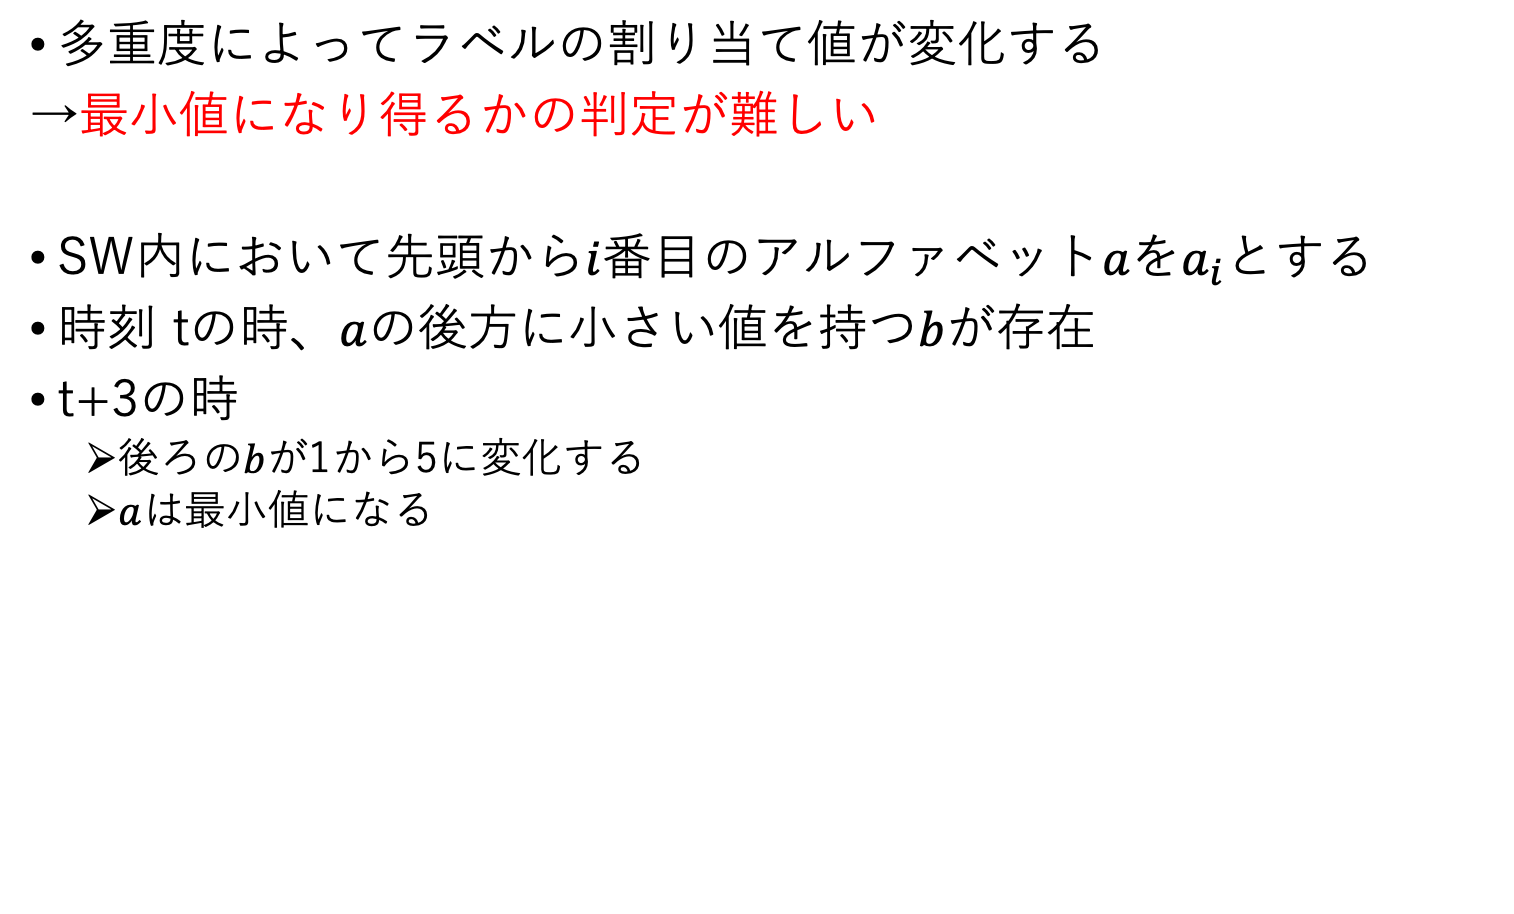 • 多重度によってラベルの割り当て値が変化する
→最小値になり得るかの判定が難しい
• SW内において先頭からi番目のアルファベットaをaᵢとする
• 時刻 tの時、aの後方に小さい値を持つbが存在
• t+3の時
➢後ろのbが1から5に変化する
➢aは最小値になる